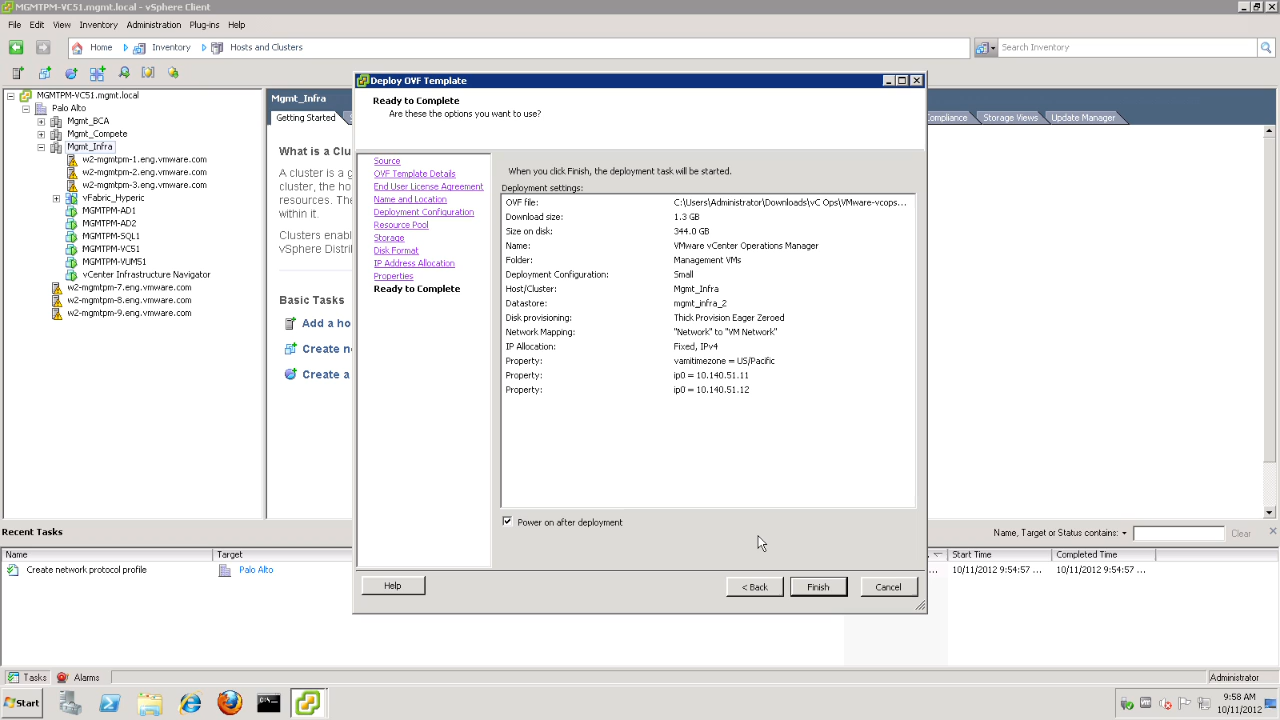 MGMTPM-VC51.mgmt.local - vSphere Client
File Edit View Inventory Administration Plug-ins Help
Home Inventory Hosts and Clusters Search Inventory
MGMTPM-VC51.mgmt.local
Palo Alto
Mgmt_BCA
Mgmt_Compete
Mgmt_Infra
w2-mgmtpm-1.eng.vmware.com
w2-mgmtpm-2.eng.vmware.com
w2-mgmtpm-3.eng.vmware.com
vFabric_Hyperic
MGMTPM-AD1
MGMTPM-AD2
MGMTPM-SQL1
MGMTPM-VC51
MGMTPM-VUM51
vCenter Infrastructure Navigator
w2-mgmtpm-7.eng.vmware.com
w2-mgmtpm-8.eng.vmware.com
w2-mgmtpm-9.eng.vmware.com
Mgmt_Infra
Getting Started
What is a Clu
A cluster is a g
cluster, the ho
resources. The
within it.
Clusters enabl
vSphere Distri
Basic Tasks
Add a ho
Create ne
Create a
ompliance Storage Views Update Manager
Deploy OVF Template
Ready to Complete
Are these the options you want to use?
Source
OVF Template Details
End User License Agreement
Name and Location
Deployment Configuration
Resource Pool
Storage
Disk Format
IP Address Allocation
Properties
Ready to Complete
When you click Finish, the deployment task will be started.
Deployment settings:
OVF file: C:\Users\Administrator\Downloads\vC Ops\VMware-vcops...
Download size: 1.3 GB
Size on disk: 344.0 GB
Name: VMware vCenter Operations Manager
Folder: Management VMs
Deployment Configuration: Small
Host/Cluster: Mgmt_Infra
Datastore: mgmt_infra_2
Disk provisioning: Thick Provision Eager Zeroed
Network Mapping: "Network" to "VM Network"
IP Allocation: Fixed, IPv4
Property: vamitimezone = US/Pacific
Property: ip0 = 10.140.51.11
Property: ip0 = 10.140.51.12
Power on after deployment
Help < Back Finish Cancel
Recent Tasks Name, Target or Status contains: Clear
Name Target Start Time Completed Time
Create network protocol profile Palo Alto 10/11/2012 9:54:57 ... 10/11/2012 9:54:57 ...
Tasks Alarms Administrator
Start 9:58 AM
10/11/2012